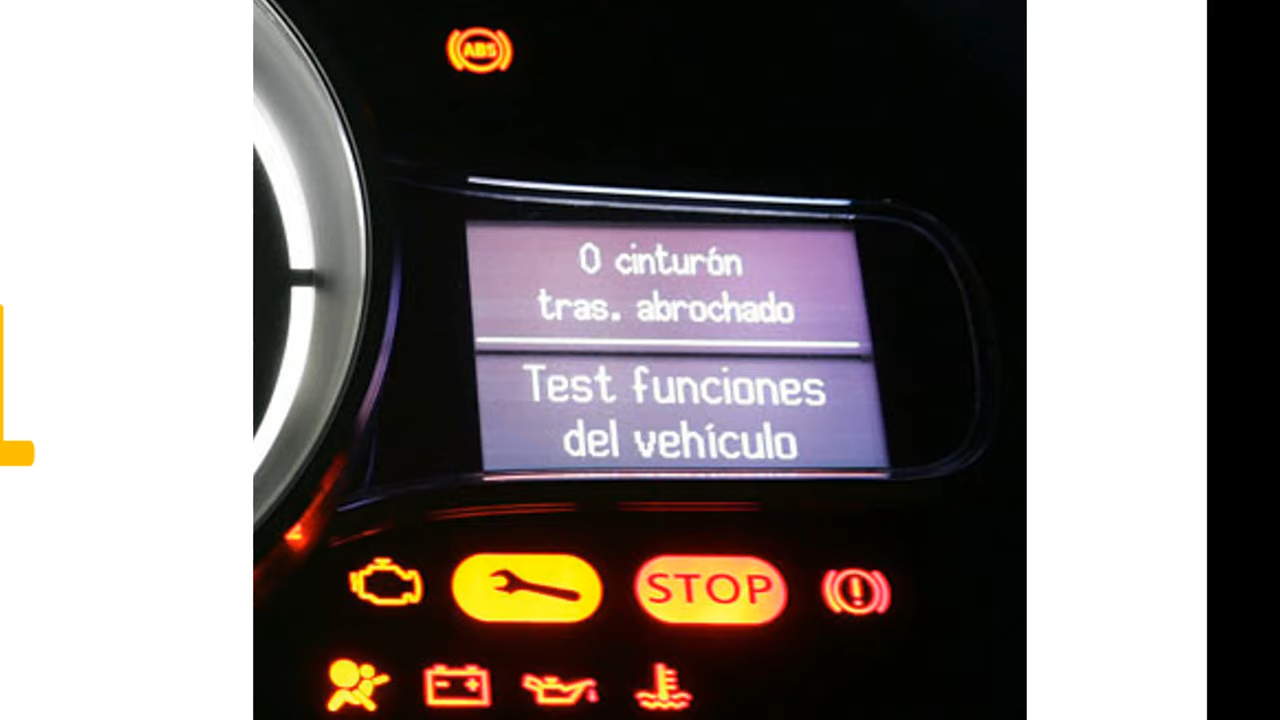 ABS
0 cinturón
tras. abrochado
Test funciones
del vehículo
STOP